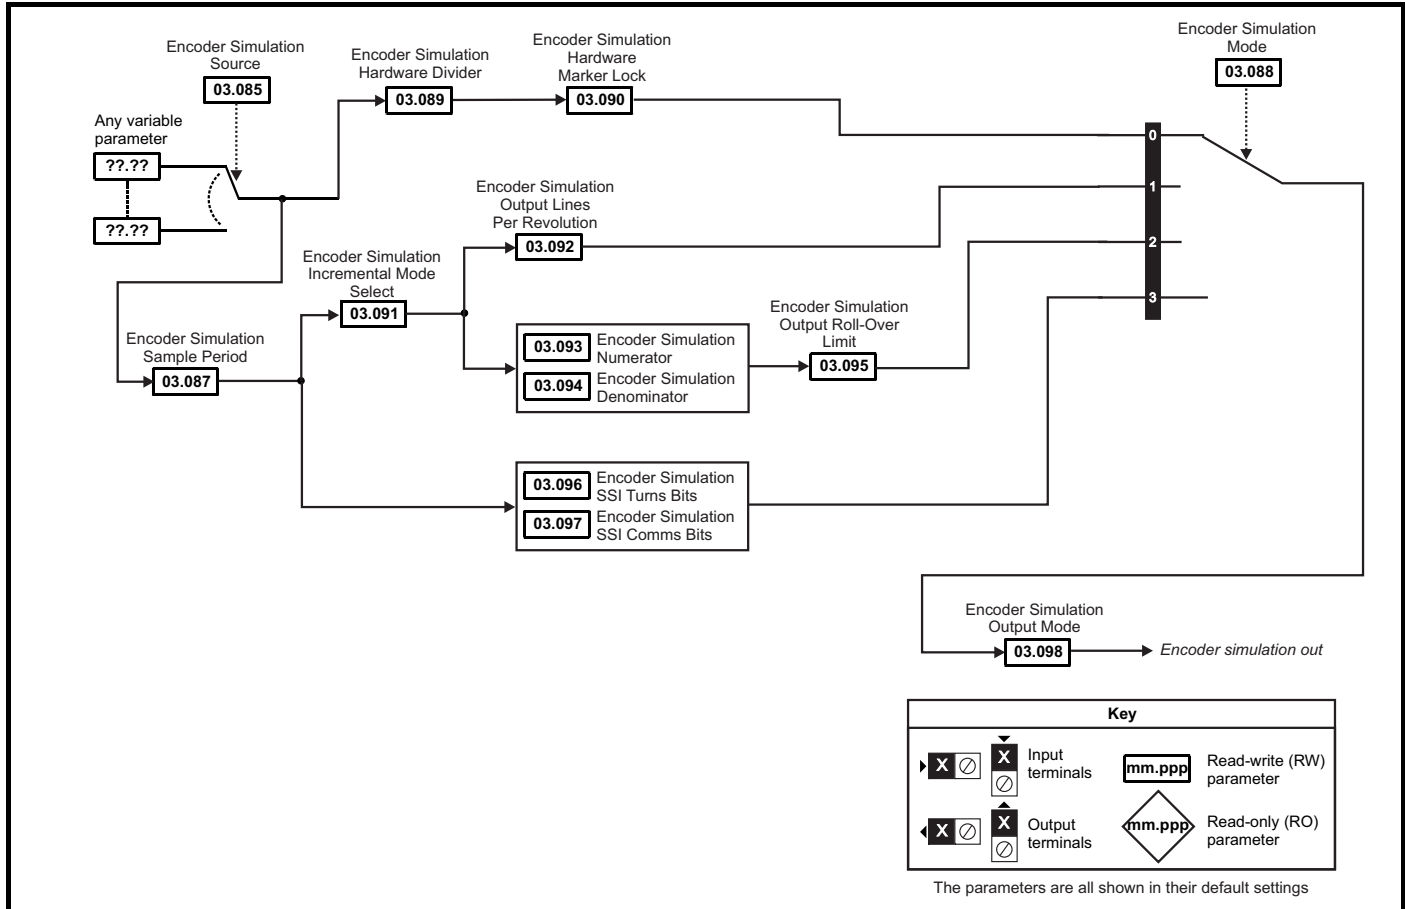 Encoder Simulation
Source
03.085
Any variable
parameter
??.??
??.??
Encoder Simulation
Hardware Divider
03.089
Encoder Simulation
Hardware
Marker Lock
03.090
Encoder Simulation
Mode
03.088
0
1
2
3
Encoder Simulation
Output Lines
Per Revolution
03.092
Encoder Simulation
Incremental Mode
Select
03.091
Encoder Simulation
Sample Period
03.087
03.093
Encoder Simulation
Numerator
03.094
Encoder Simulation
Denominator
Encoder Simulation
Output Roll-Over
Limit
03.095
03.096
Encoder Simulation
SSI Turns Bits
03.097
Encoder Simulation
SSI Comms Bits
Encoder Simulation
Output Mode
03.098
Encoder simulation out
Key
X
X
Input
terminals
mm.ppp
Read-write (RW)
parameter
X
X
Output
terminals
mm.ppp
Read-only (RO)
parameter
The parameters are all shown in their default settings